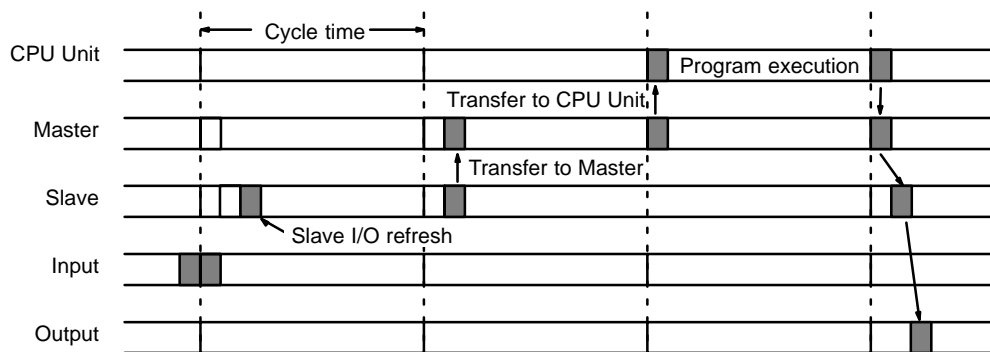 Cycle time
CPU Unit
Program execution
Transfer to CPU Unit
Master
Transfer to Master
Slave
Slave I/O refresh
Input
Output